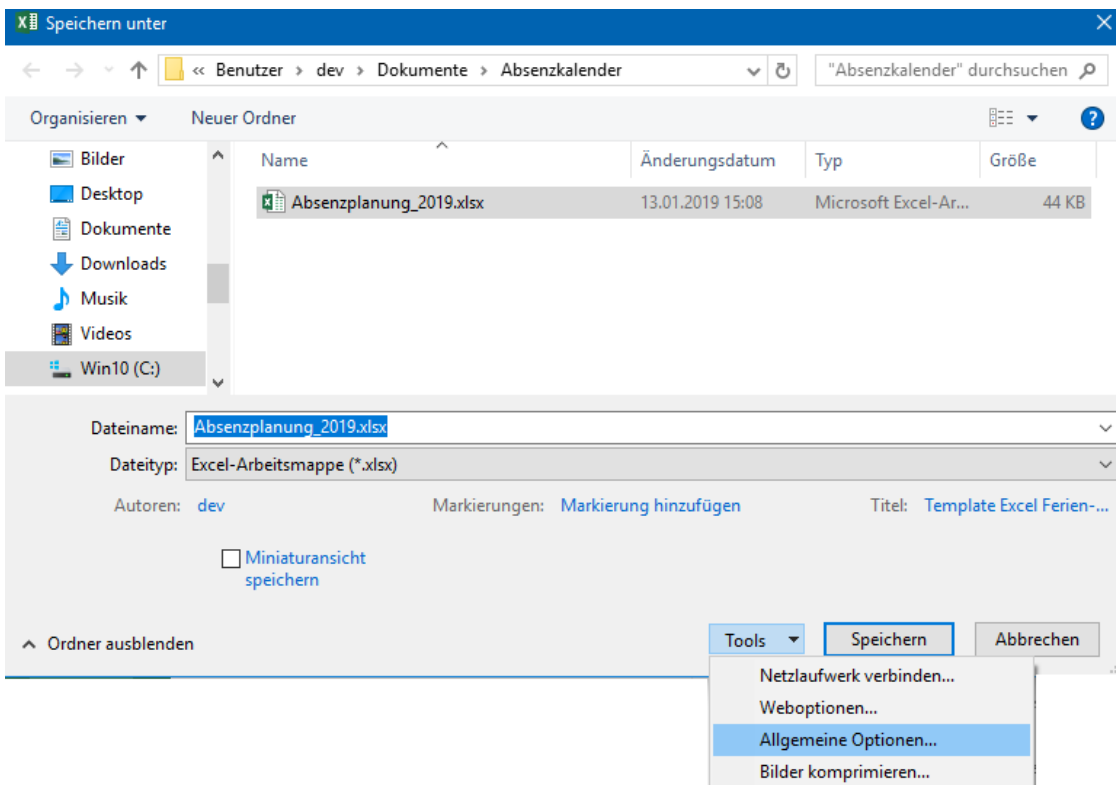 Speichern unter
« Benutzer › dev › Dokumente › Absenzkalender
"Absenzkalender" durchsuchen
Organisieren Neuer Ordner
Name Änderungsdatum Typ Größe
Bilder
Desktop
Dokumente
Downloads
Musik
Videos
Win10 (C:)
Absenzplanung_2019.xlsx 13.01.2019 15:08 Microsoft Excel-Ar... 44 KB
Dateiname: Absenzplanung_2019.xlsx
Dateityp: Excel-Arbeitsmappe (*.xlsx)
Autoren: dev Markierungen: Markierung hinzufügen Titel: Template Excel Ferien-...
Miniaturansicht
speichern
Ordner ausblenden
Tools Speichern Abbrechen
Netzlaufwerk verbinden...
Weboptionen...
Allgemeine Optionen...
Bilder komprimieren...